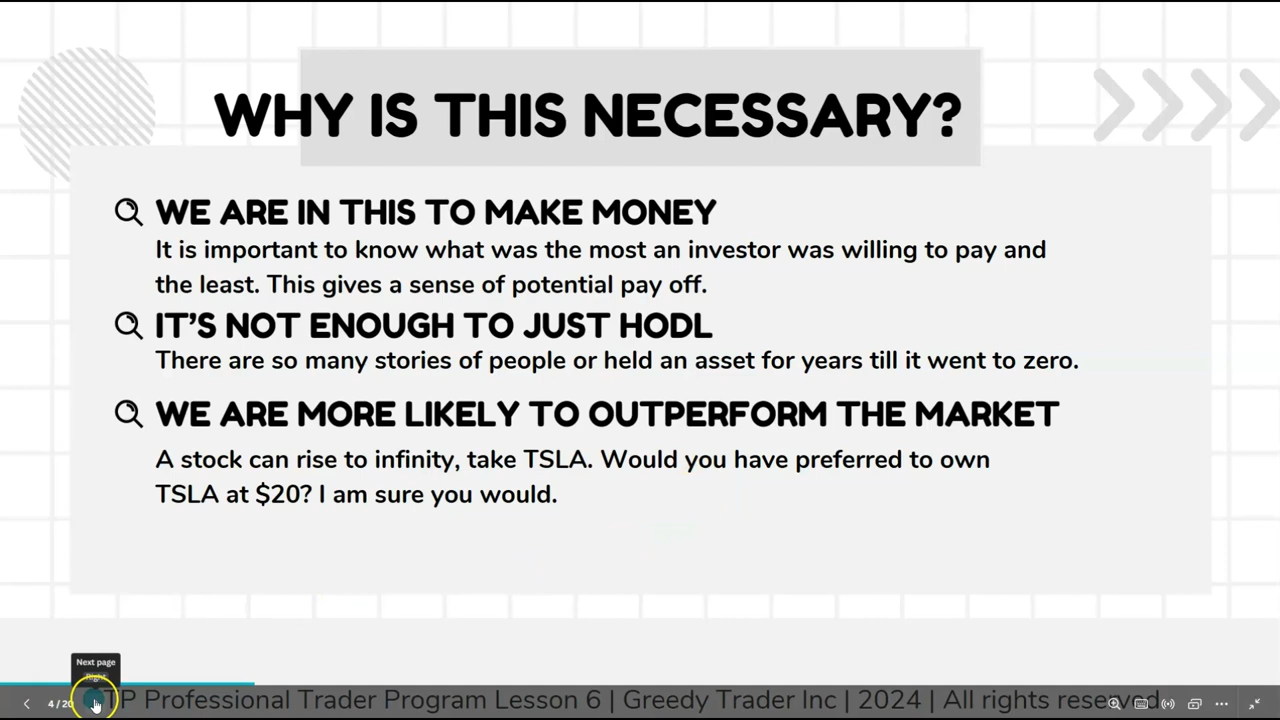 WHY IS THIS NECESSARY?
WE ARE IN THIS TO MAKE MONEY
It is important to know what was the most an investor was willing to pay and
the least. This gives a sense of potential pay off.
IT'S NOT ENOUGH TO JUST HODL
There are so many stories of people or held an asset for years till it went to zero.
WE ARE MORE LIKELY TO OUTPERFORM THE MARKET
A stock can rise to infinity, take TSLA. Would you have preferred to own
TSLA at $20? I am sure you would.
Next page
Right
4 / 20
Professional Trader Program Lesson 6 | Greedy Trader Inc | 2024 | All rights reserved